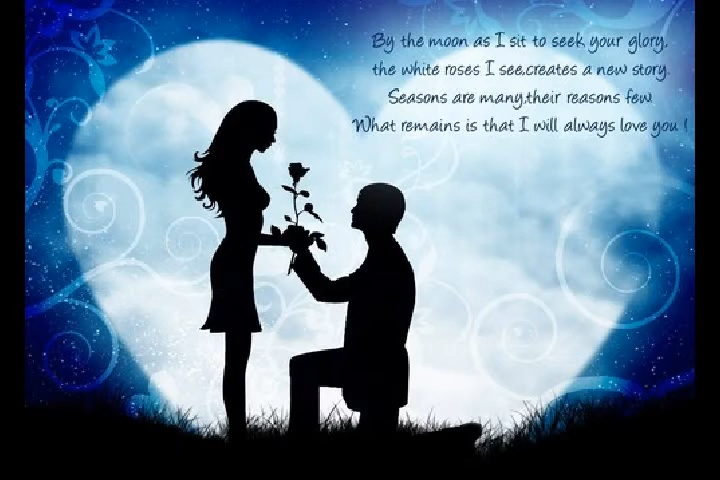 By the moon as I sit to seek your glory,
the white roses I see,creates a new story.
Seasons are many,their reasons few.
What remains is that I will always love you !